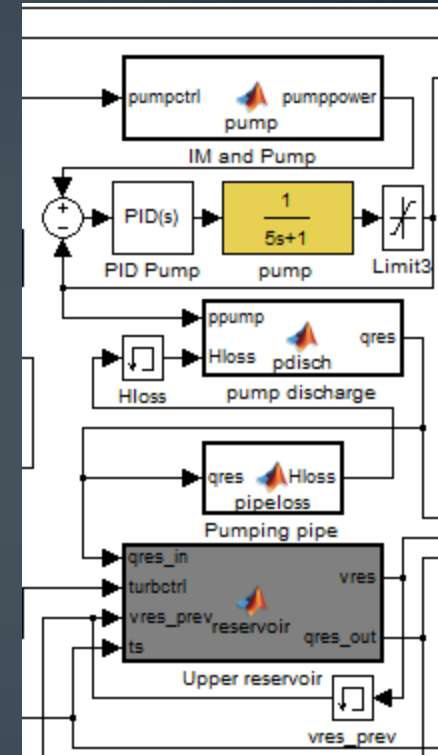 pumpctrl
pumppower
pump
IM and Pump
+
−
PID(s)
1
5s+1
PID Pump
pump
Limit3
ppump
Hloss
qres
pdisch
pump discharge
Hloss
qres
Hloss
pipeloss
Pumping pipe
qres_in
turbctrl
vres_prev
ts
vres
reservoir
qres_out
Upper reservoir
vres_prev